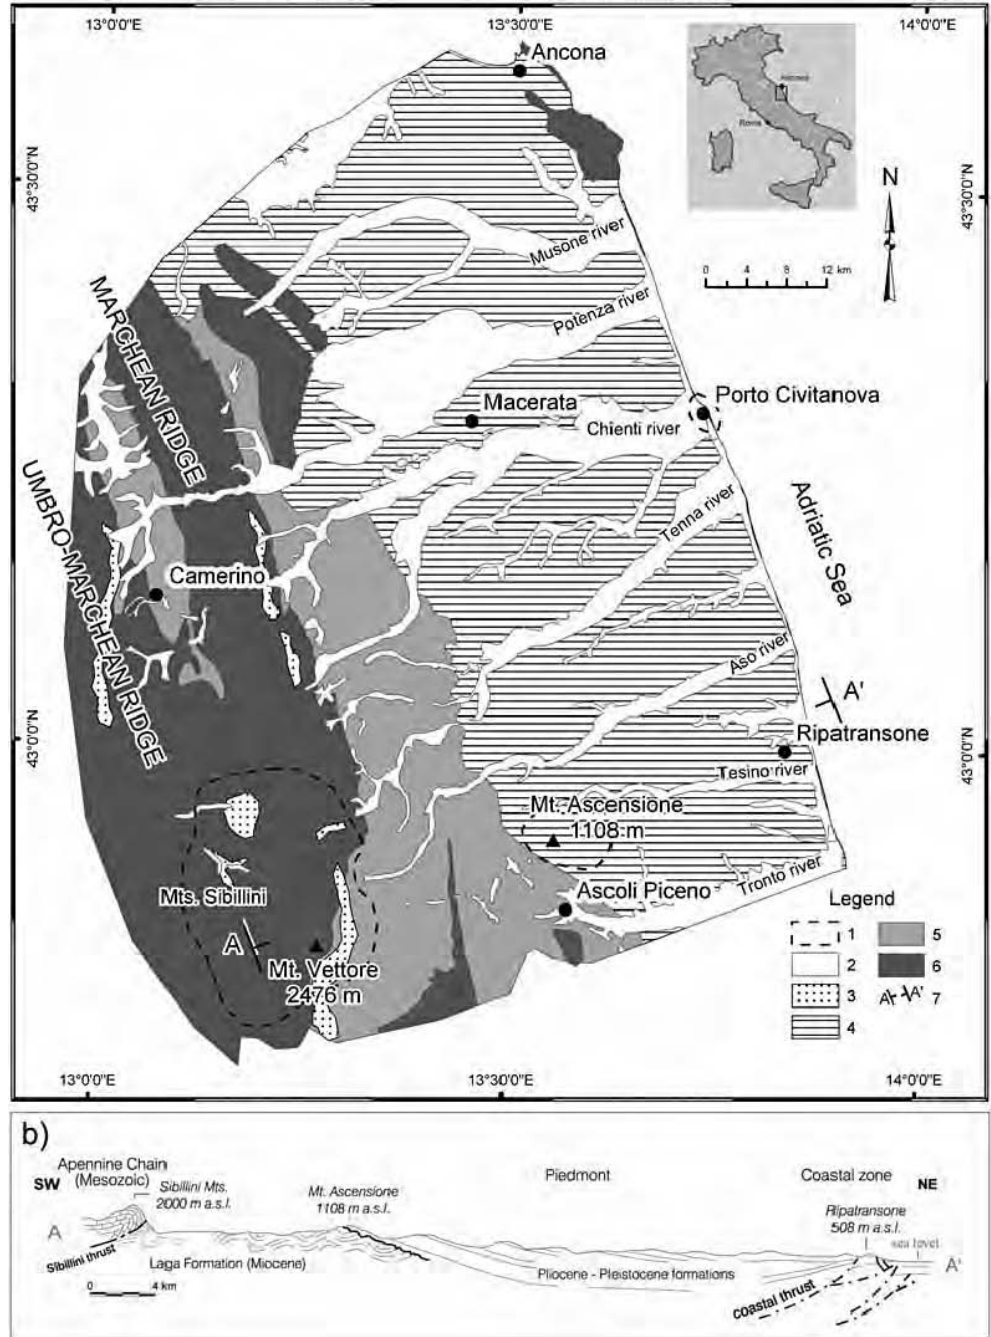 13°0'0"E
13°30'0"E
14°0'0"E
Ancona
Ancona
Roma
43°30'0"N
43°30'0"N
N
Musone river
0 4 8 12 km
MARCHEAN RIDGE
Potenza river
Macerata
Porto Civitanova
Chienti river
UMBRO-MARCHEAN RIDGE
Tenna river
Adriatic Sea
Camerino
Aso river
A'
43°0'0"N
43°0'0"N
Ripatransone
Tesino river
Mt. Ascensione
1108 m
Tronto river
Mts. Sibillini
Ascoli Piceno
Legend
A
Mt. Vettore
2476 m
1
5
2
6
3
A A' 7
4
13°0'0"E
13°30'0"E
14°0'0"E
b)
Apennine Chain
(Mesozoic)
Piedmont
Coastal zone
SW
Sibillini Mts.
2000 m a.s.l.
Mt. Ascensione
1108 m a.s.l.
NE
Ripatransone
508 m a.s.l.
A
sea level
Sibillini thrust
Laga Formation (Miocene)
Pliocene - Pleistocene formations
A'
0 4 km
coastal thrust